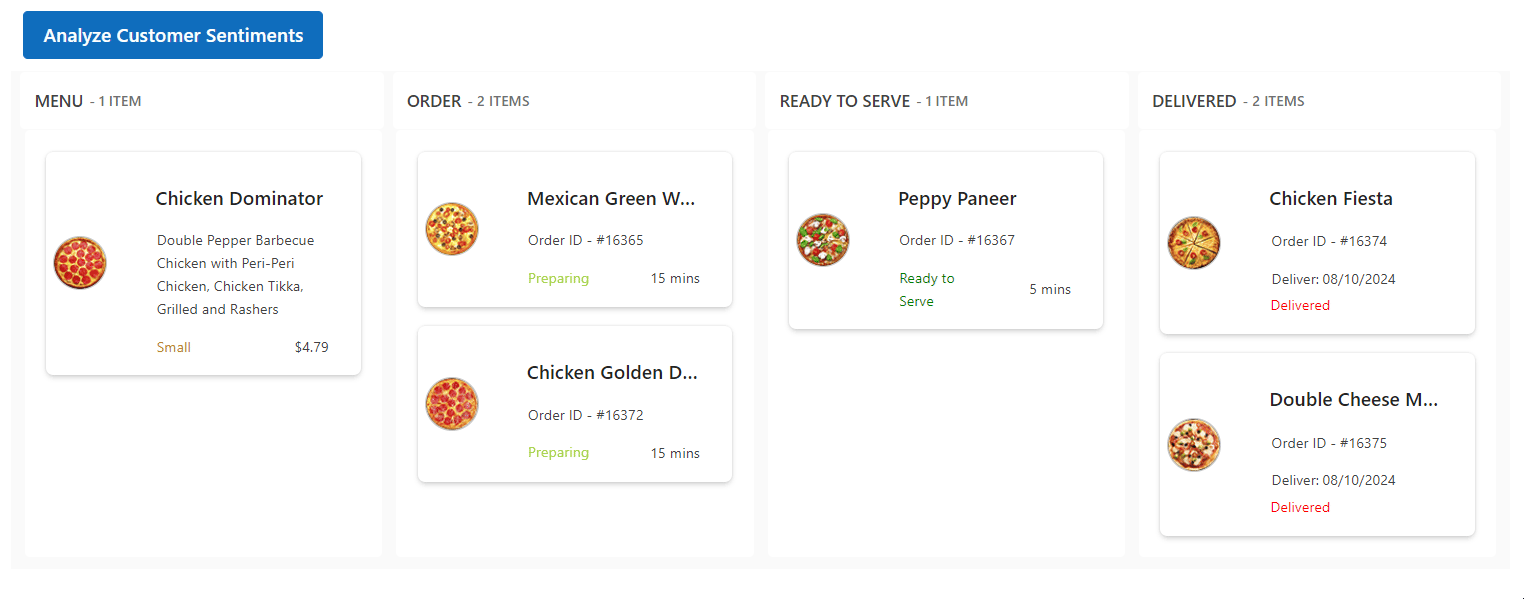 Analyze Customer Sentiments
MENU - 1 ITEM
Chicken Dominator
Double Pepper Barbecue
Chicken with Peri-Peri
Chicken, Chicken Tikka,
Grilled and Rashers
Small $4.79
ORDER - 2 ITEMS
Mexican Green W...
Order ID - #16365
Preparing 15 mins
Chicken Golden D...
Order ID - #16372
Preparing 15 mins
READY TO SERVE - 1 ITEM
Peppy Paneer
Order ID - #16367
Ready to
Serve
5 mins
DELIVERED - 2 ITEMS
Chicken Fiesta
Order ID - #16374
Deliver: 08/10/2024
Delivered
Double Cheese M...
Order ID - #16375
Deliver: 08/10/2024
Delivered